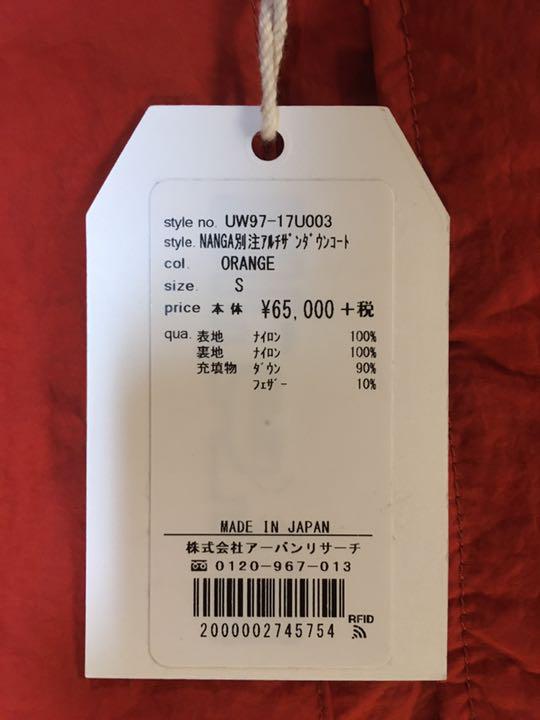 style no. UW97-17U003
style. NANGA別注ｱﾙﾁｻﾞﾝﾀﾞｳﾝｺｰﾄ
col. ORANGE
size. S
price 本体 ¥65,000 +税
qua. 表地 ﾅｲﾛﾝ 100%
裏地 ﾅｲﾛﾝ 100%
充填物 ﾀﾞｳﾝ 90%
ﾌｪｻﾞｰ 10%
MADE IN JAPAN
株式会社アーバンリサーチ
0120-967-013
RFID
2000002745754